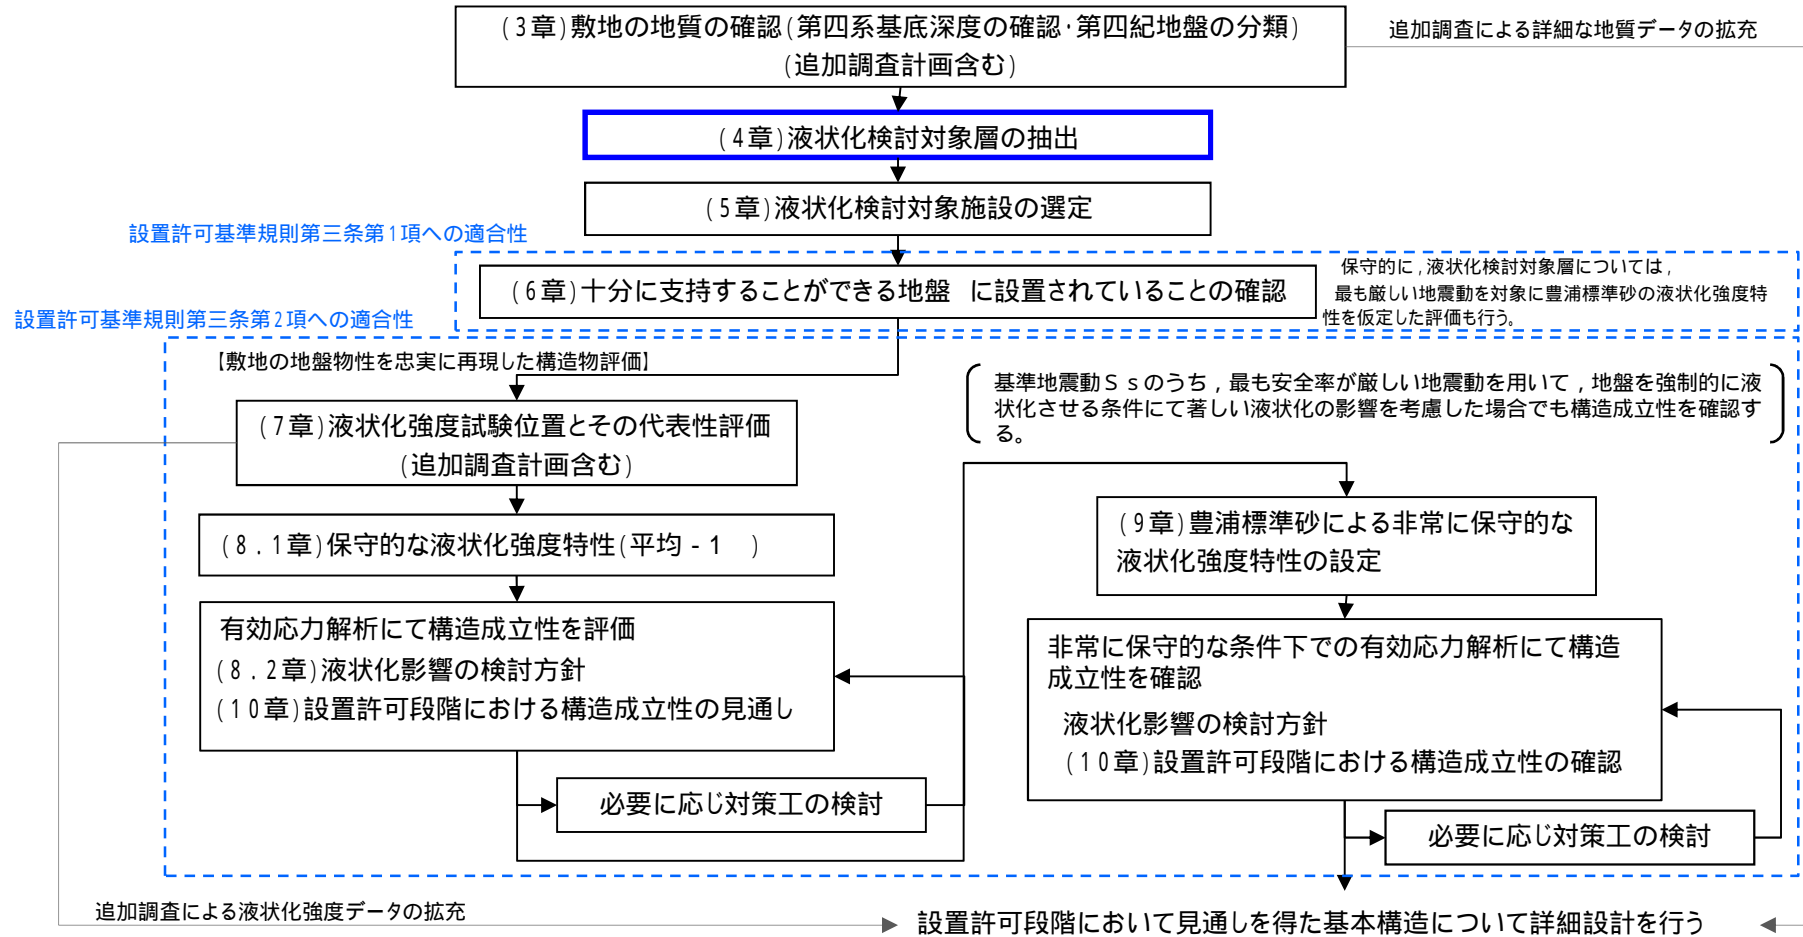 (3章)敷地の地質の確認(第四系基底深度の確認・第四紀地盤の分類)
(追加調査計画含む)
追加調査による詳細な地質データの拡充
(4章)液状化検討対象層の抽出
(5章)液状化検討対象施設の選定
設置許可基準規則第三条第1項への適合性
(6章)十分に支持することができる地盤 に設置されていることの確認
保守的に,液状化検討対象層については,
最も厳しい地震動を対象に豊浦標準砂の液状化強度特
性を仮定した評価も行う。
設置許可基準規則第三条第2項への適合性
【敷地の地盤物性を忠実に再現した構造物評価】
基準地震動Ssのうち,最も安全率が厳しい地震動を用いて,地盤を強制的に液
状化させる条件にて著しい液状化の影響を考慮した場合でも構造成立性を確認す
る。
(7章)液状化強度試験位置とその代表性評価
(追加調査計画含む)
(8.1章)保守的な液状化強度特性(平均-1 )
有効応力解析にて構造成立性を評価
(8.2章)液状化影響の検討方針
(10章)設置許可段階における構造成立性の見通し
必要に応じ対策工の検討
(9章)豊浦標準砂による非常に保守的な
液状化強度特性の設定
非常に保守的な条件下での有効応力解析にて構造
成立性を確認
液状化影響の検討方針
(10章)設置許可段階における構造成立性の確認
必要に応じ対策工の検討
追加調査による液状化強度データの拡充
設置許可段階において見通しを得た基本構造について詳細設計を行う